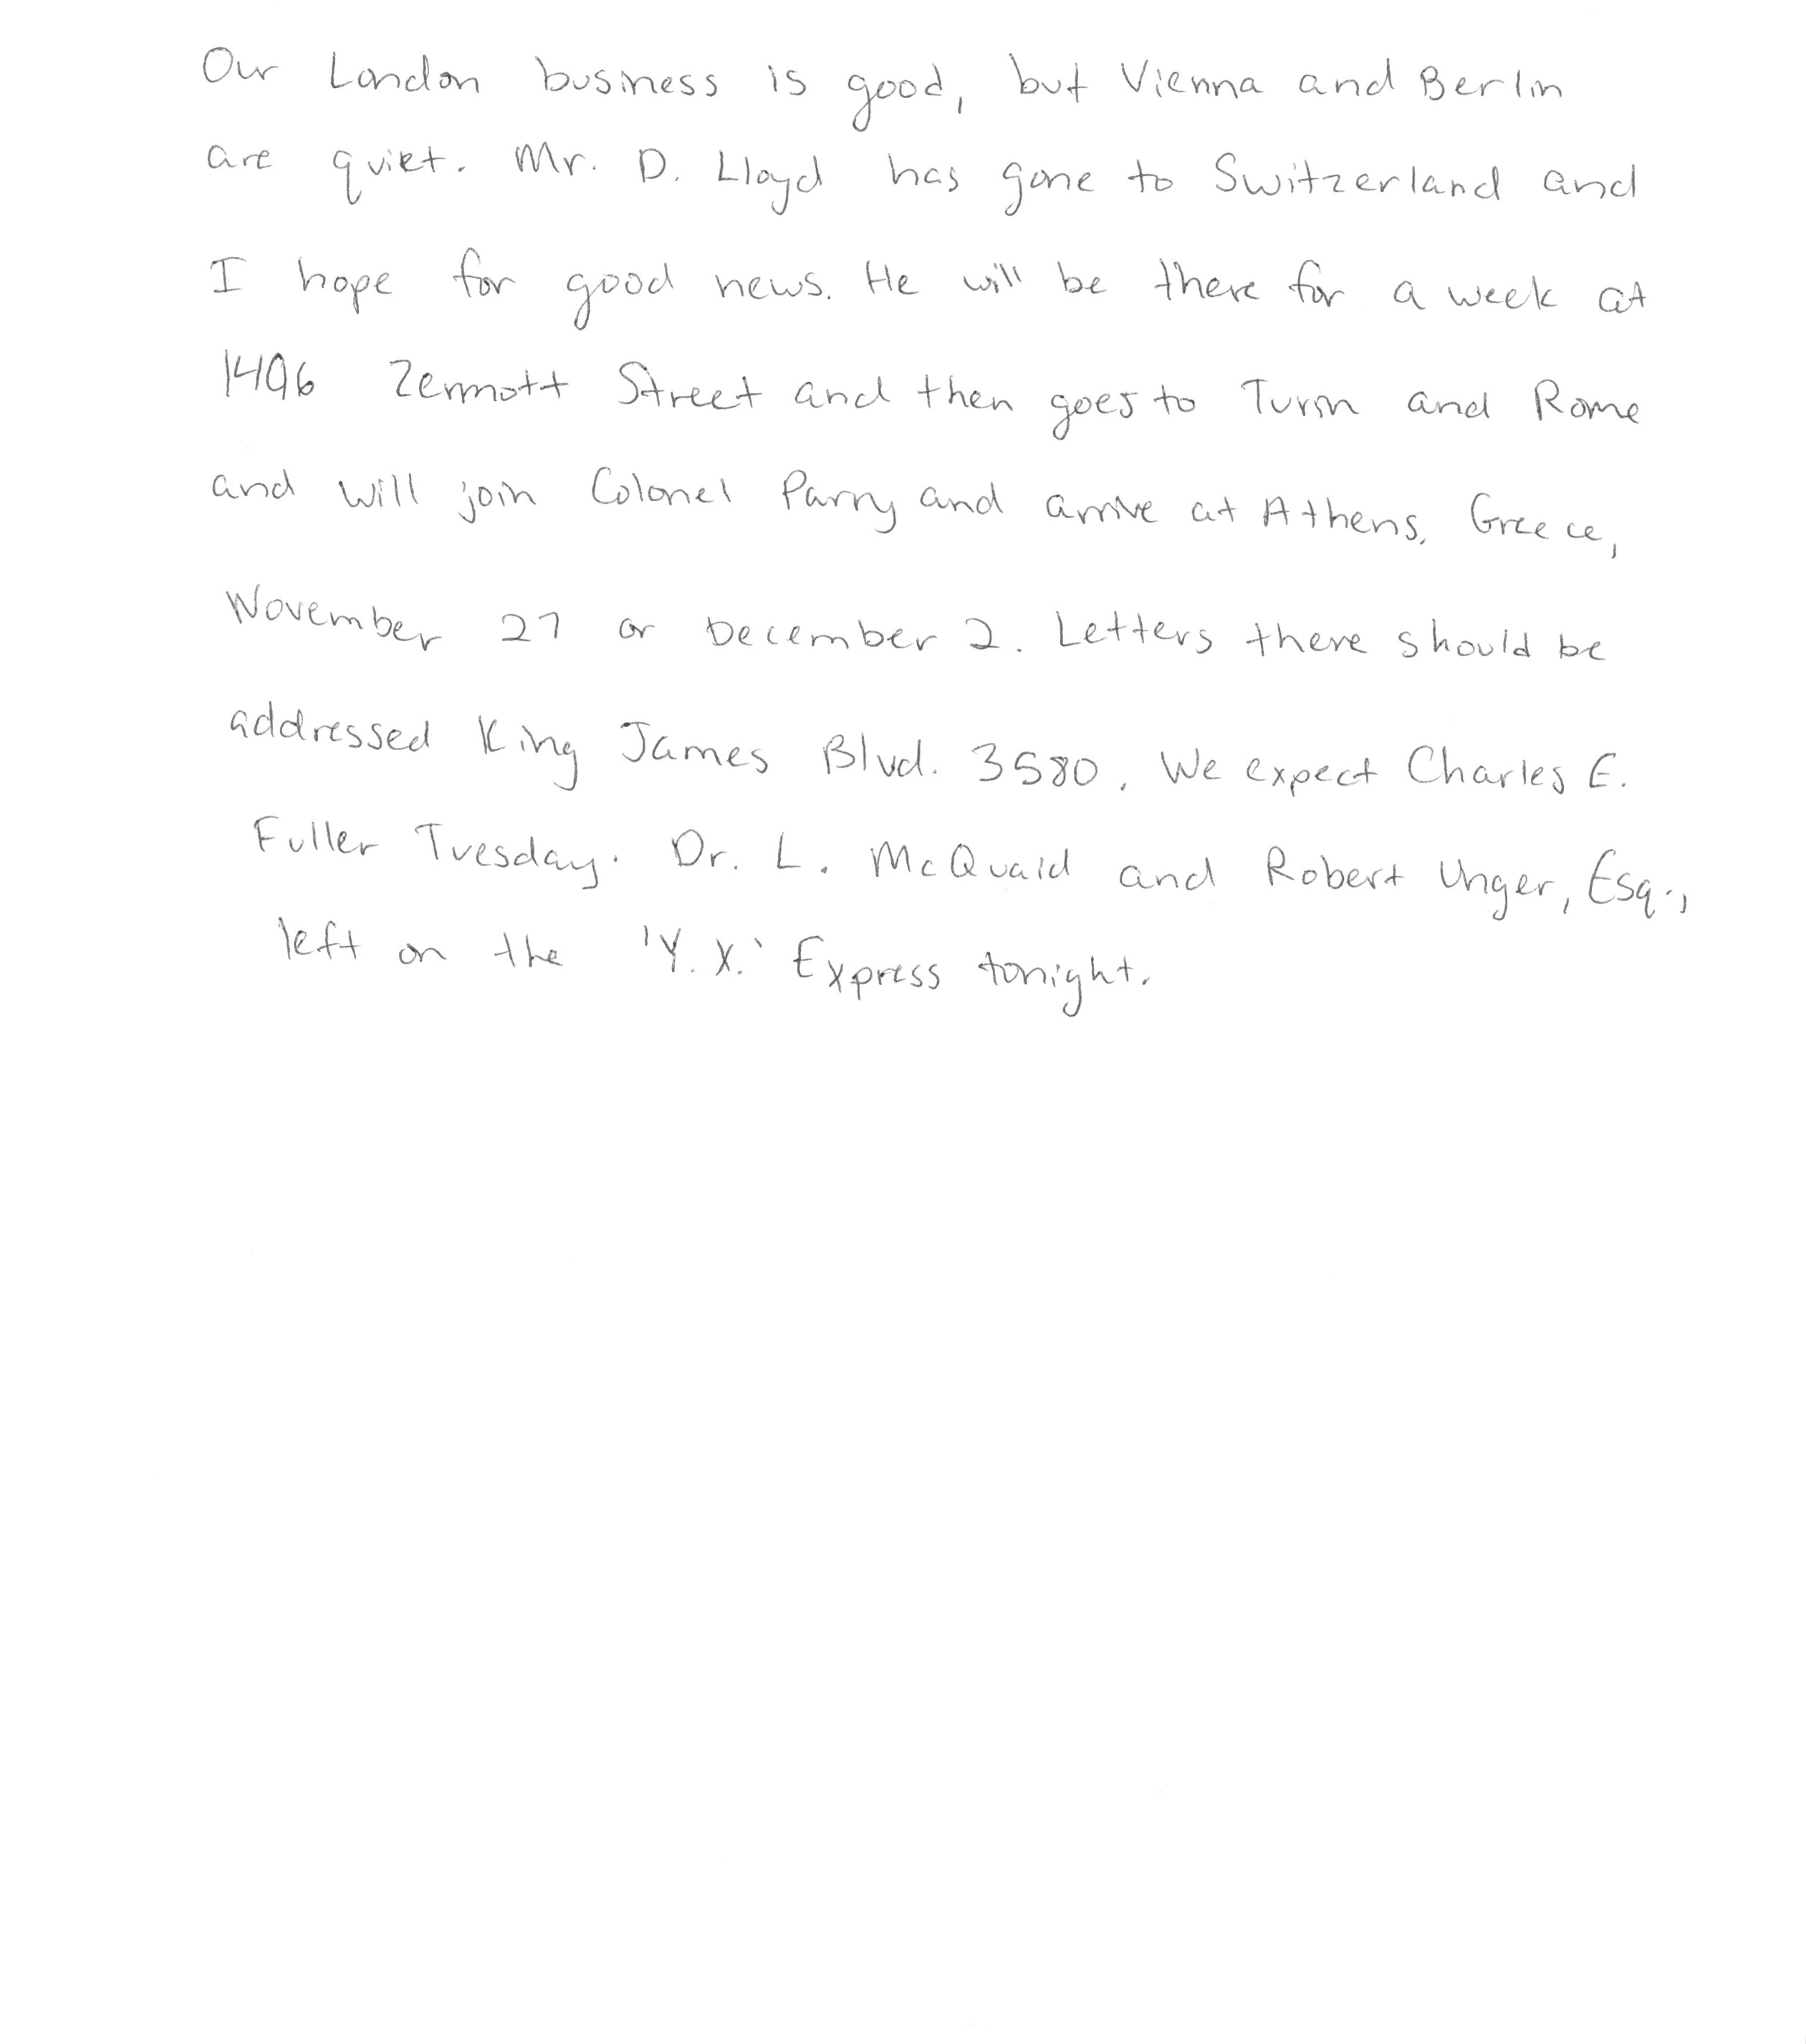 Our London business is good, but Vienna and Berlin
are quiet. Mr. D. Lloyd has gone to Switzerland and
I hope for good news. He will be there for a week at
1496 Zermott Street and then goes to Turin and Rome
and will join Colonel Parry and arrive at Athens, Greece,
November 27 or December 2. Letters there should be
addressed King James Blvd. 3580. We expect Charles E.
Fuller Tuesday. Dr. L. McQuaid and Robert Unger, Esq.,
left on the 'Y.X.' Express tonight.